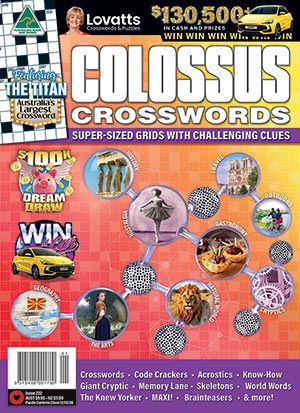 Lovatts
Crosswords & Puzzles
$130,500+
IN CASH AND PRIZES
WIN WIN WIN WIN WIN WIN
Featuring
THE TITAN
Australia's
Largest
Crossword
COLOSSUS
CROSSWORDS
SUPER-SIZED GRIDS WITH CHALLENGING CLUES
$100K
DREAM
DRAW
WIN
a Car
HISTORY
TRAVEL
OUTDOORS
HOBBIES
GASTRONOMY
CRYPTICS
NATURAL WORLD
GEOGRAPHY
THE ARTS
Crosswords • Code Crackers • Acrostics • Know-How
Giant Cryptic • Memory Lane • Skeletons • World Words
The Knew Yorker • MAXI! • Brainteasers • & more!